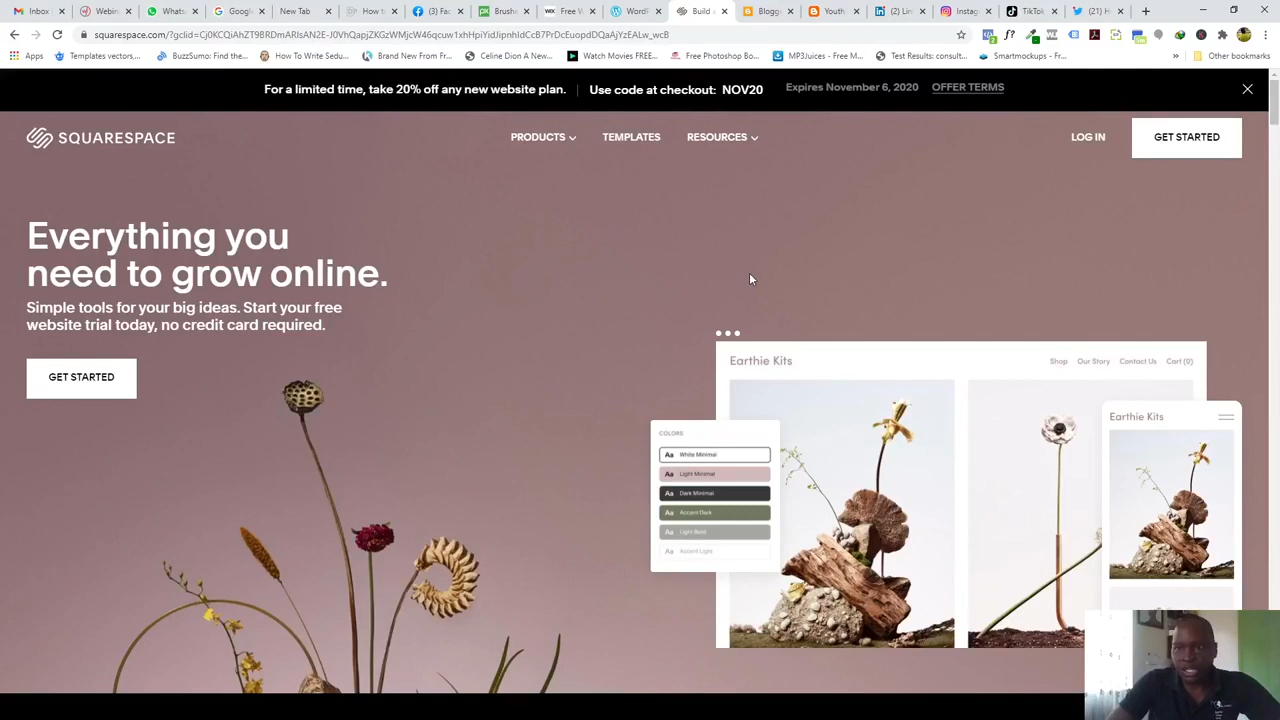 Inbox
Webin
Whats
Google
New Tab
How to
(3) Fac
Brushe
Free W
WordP
Build
Blogge
Youth
(2) Lin
Instag
TikTok
(21) H
squarespace.com/?gclid=
Apps
Templates vectors,...
BuzzSumo: Find the...
How To Write Sedu...
Brand New From F...
Celine Dion A New...
Watch Movies FREE...
Free Photoshop Bo...
MP3Juices - Free M...
Test Results: consult...
Smartmockups - Fr...
»
Other bookmarks
For a limited time, take 20% off any new website plan. | Use code at checkout: NOV20 Expires November 6, 2020 OFFER TERMS
SQUARESPACE
PRODUCTS
TEMPLATES
RESOURCES
LOG IN
GET STARTED
Everything you
need to grow online.
Simple tools for your big ideas. Start your free
website trial today, no credit card required.
GET STARTED
Earthie Kits
Shop
Our Story
Contact Us
Cart (0)
Earthie Kits
COLORS
Aa White Minimal
Aa Light Minimal
Aa Dark Minimal
Aa Accent Dark
Aa Light Bold
Aa Accent Light